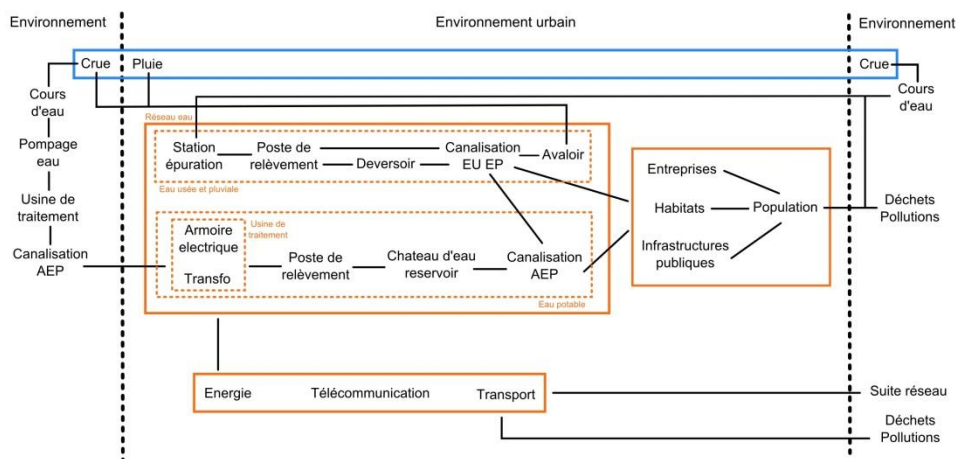 Environnement
Environnement urbain
Environnement
Crue
Pluie
Crue
Cours
d'eau
Cours
d'eau
Réseau eau
Pompage
eau
Station
épuration
Poste de
relèvement
Deversoir
Canalisation
EU EP
Avaloir
Eau usée et pluviale
Entreprises
Habitats
Population
Infrastructures
publiques
Déchets
Pollutions
Usine de
traitement
Canalisation
AEP
Usine de
traitement
Armoire
electrique
Transfo
Poste de
relèvement
Chateau d'eau
reservoir
Canalisation
AEP
Eau potable
Energie
Télécommunication
Transport
Suite réseau
Déchets
Pollutions